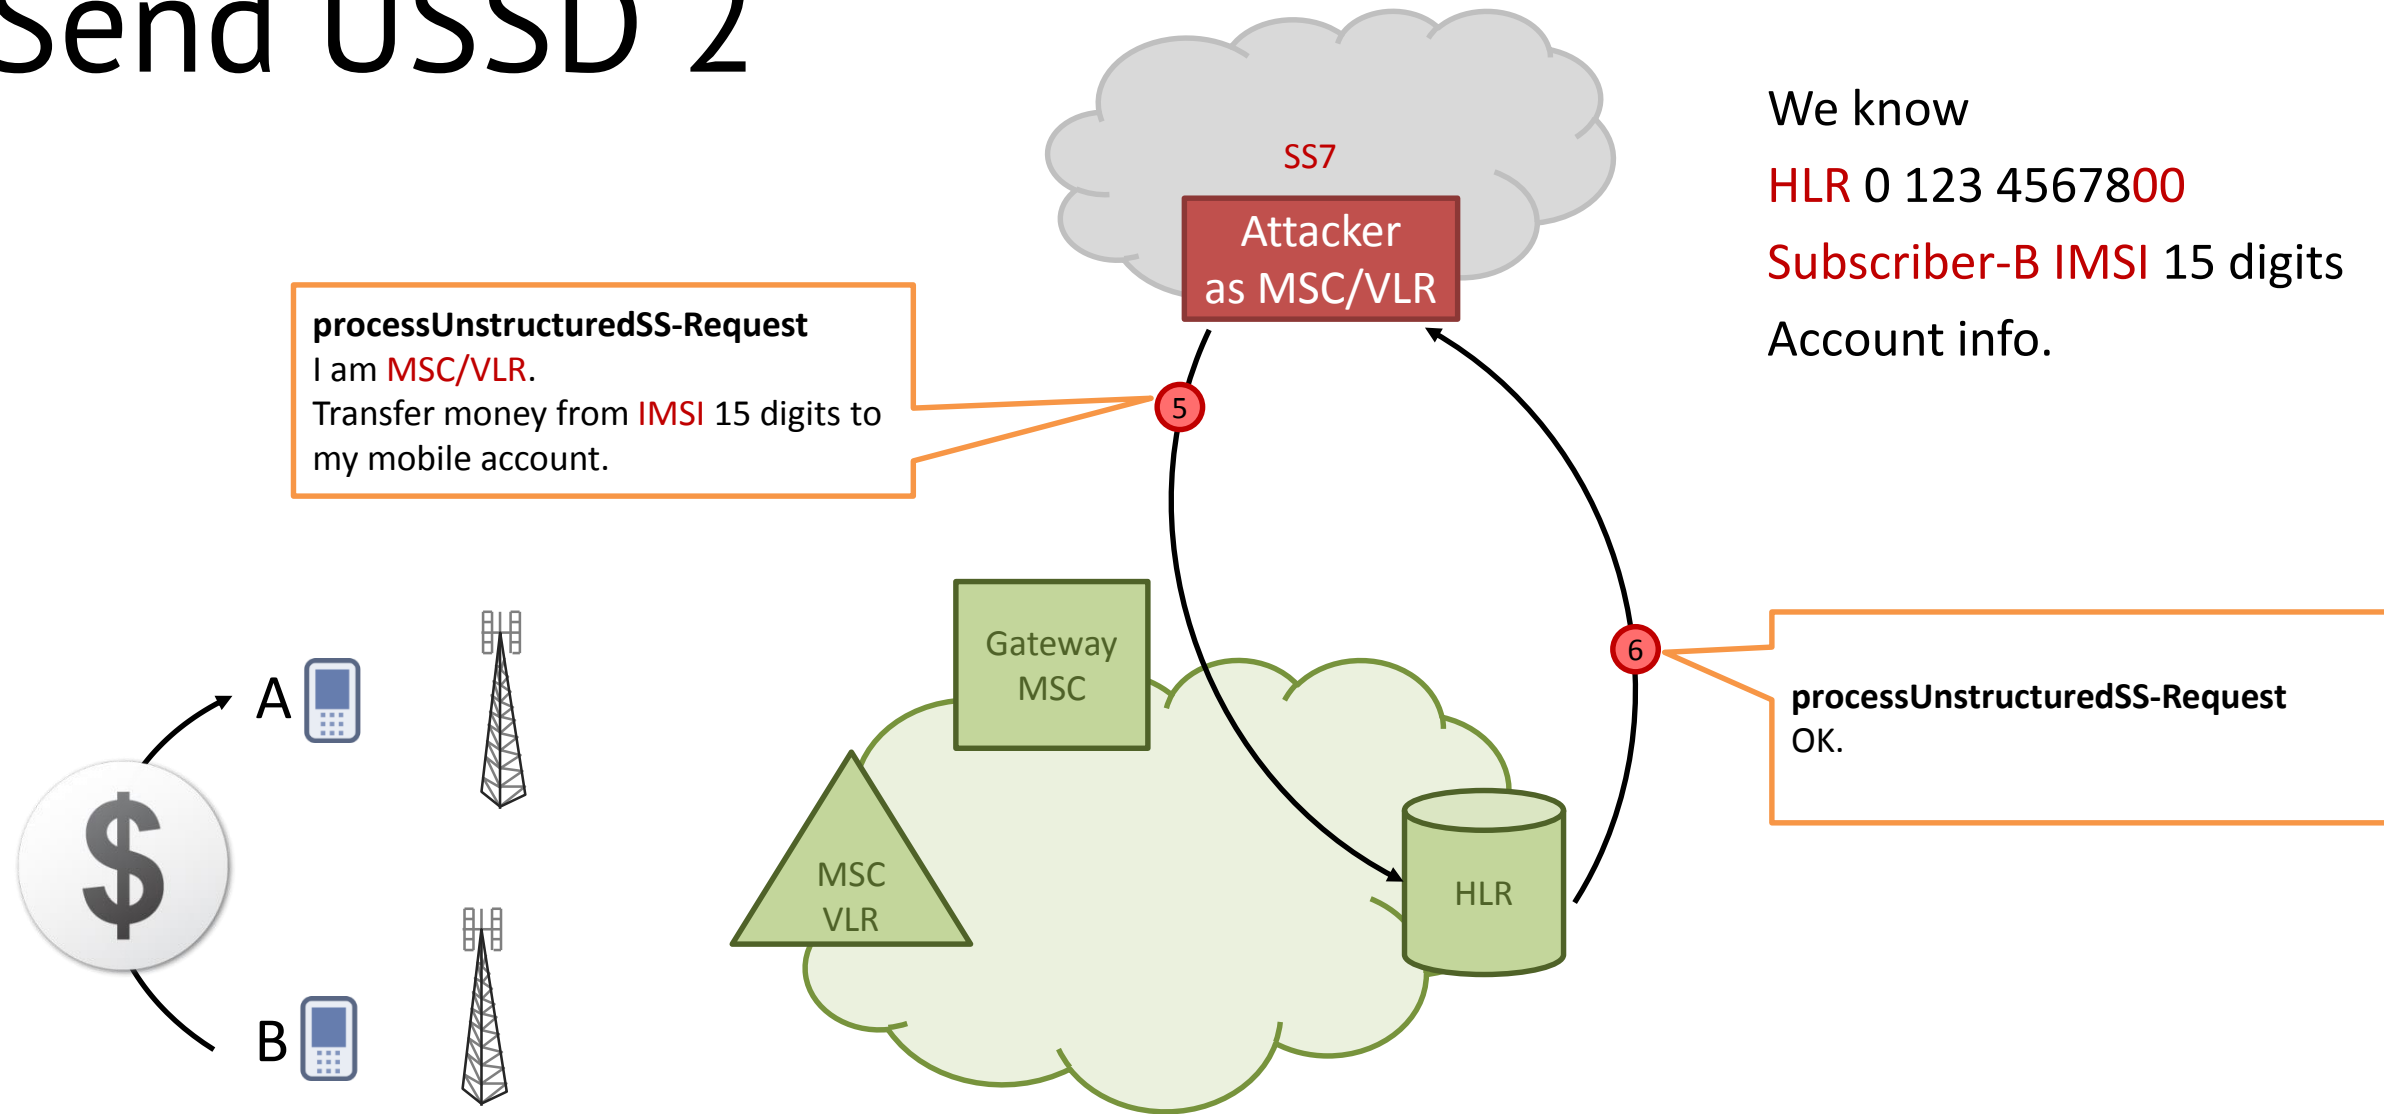 Send USSD 2
SS7
Attacker
as MSC/VLR
We know
HLR 0 123 4567800
Subscriber-B IMSI 15 digits
Account info.
processUnstructuredSS-Request
I am MSC/VLR.
Transfer money from IMSI 15 digits to
my mobile account.
5
Gateway
MSC
6
processUnstructuredSS-Request
OK.
A
$
MSC
VLR
HLR
B